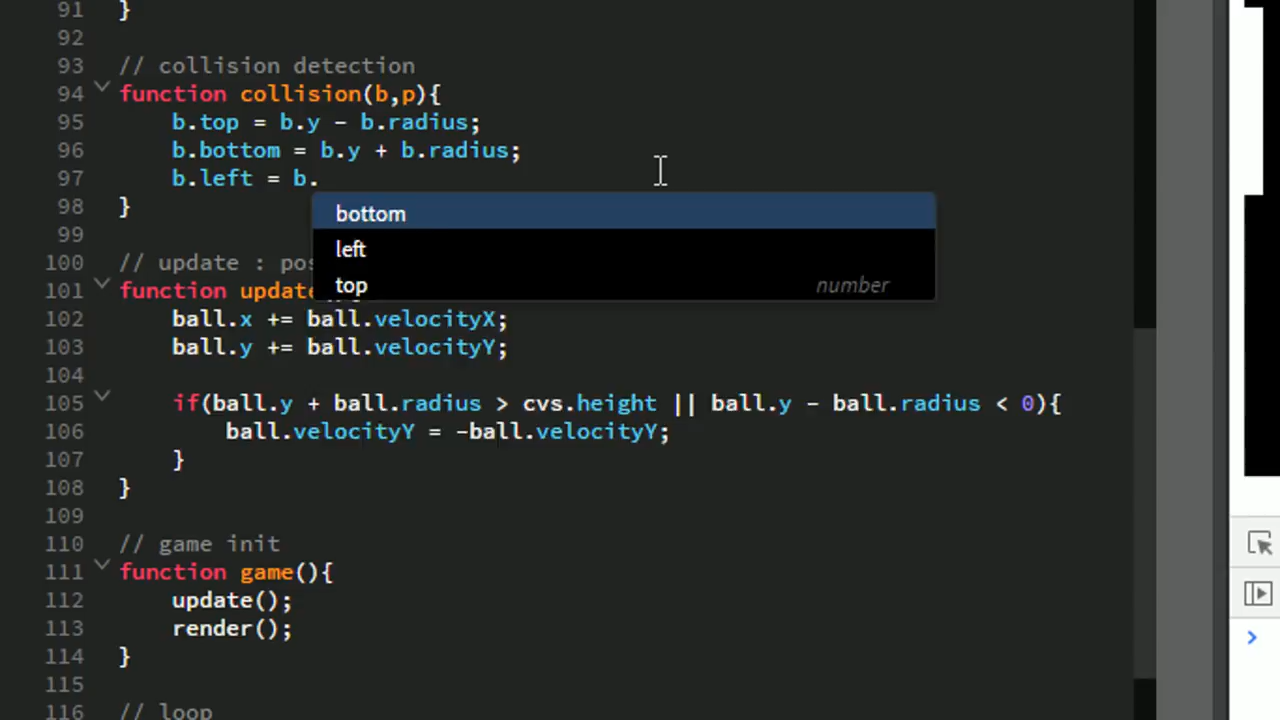 91 }
92
93 // collision detection
94 function collision(b,p){
95 b.top = b.y - b.radius;
96 b.bottom = b.y + b.radius;
97 b.left = b.
98 }
bottom
99
left
100 // update : pos
top number
101 function update
102 ball.x += ball.velocityX;
103 ball.y += ball.velocityY;
104
105 if(ball.y + ball.radius > cvs.height || ball.y - ball.radius < 0){
106 ball.velocityY = -ball.velocityY;
107 }
108 }
109
110 // game init
111 function game(){
112 update();
113 render();
114 }
115
116 // loop